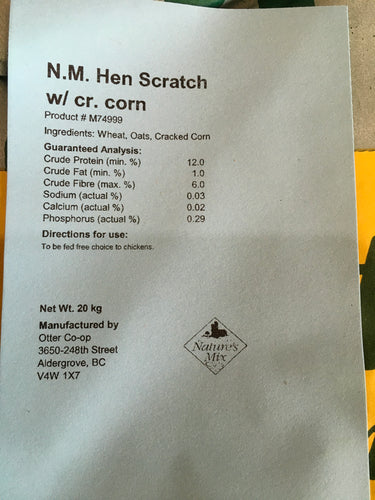 N.M. Hen Scratch
w/ cr. corn
Product # M74999
Ingredients: Wheat, Oats, Cracked Corn
Guaranteed Analysis:
Crude Protein (min. %) 12.0
Crude Fat (min. %) 1.0
Crude Fibre (max. %) 6.0
Sodium (actual %) 0.03
Calcium (actual %) 0.02
Phosphorus (actual %) 0.29
Directions for use:
To be fed free choice to chickens.
Net Wt. 20 kg
Manufactured by
Otter Co-op
3650-248th Street
Aldergrove, BC
V4W 1X7
Nature's
Mix